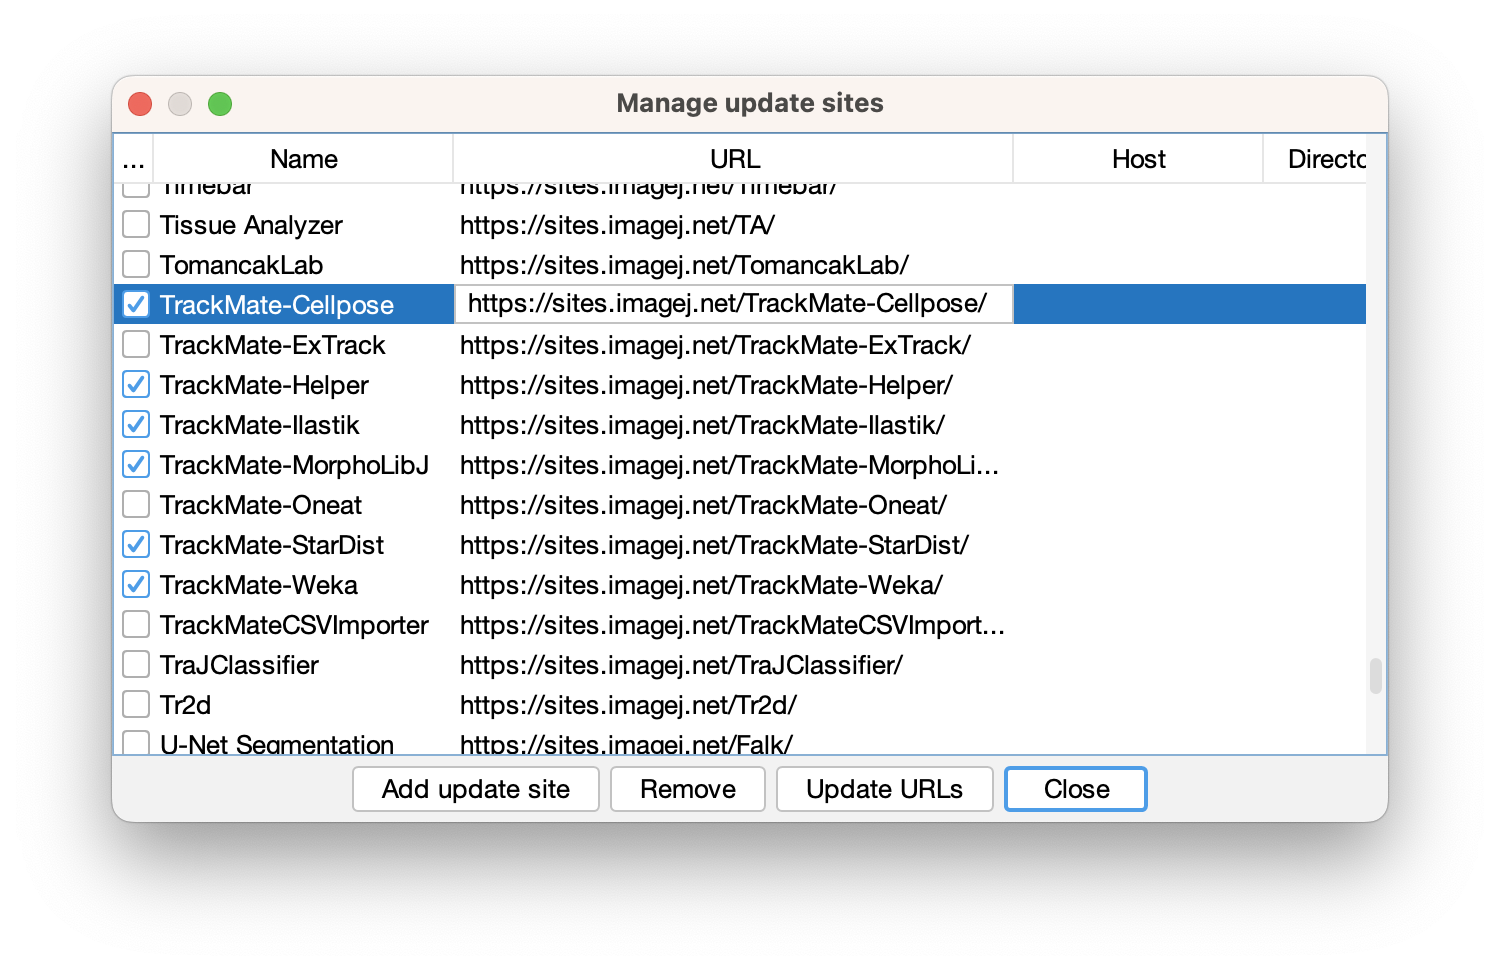 Manage update sites
... Name URL Host Directo
Timebar https://sites.imagej.net/Timebar/
Tissue Analyzer https://sites.imagej.net/TA/
TomancakLab https://sites.imagej.net/TomancakLab/
TrackMate-Cellpose https://sites.imagej.net/TrackMate-Cellpose/
TrackMate-ExTrack https://sites.imagej.net/TrackMate-ExTrack/
TrackMate-Helper https://sites.imagej.net/TrackMate-Helper/
TrackMate-Ilastik https://sites.imagej.net/TrackMate-Ilastik/
TrackMate-MorphoLibJ https://sites.imagej.net/TrackMate-MorphoLi...
TrackMate-Oneat https://sites.imagej.net/TrackMate-Oneat/
TrackMate-StarDist https://sites.imagej.net/TrackMate-StarDist/
TrackMate-Weka https://sites.imagej.net/TrackMate-Weka/
TrackMateCSVImporter https://sites.imagej.net/TrackMateCSVImport...
TraJClassifier https://sites.imagej.net/TraJClassifier/
Tr2d https://sites.imagej.net/Tr2d/
U-Net Segmentation https://sites.imagej.net/Falk/
Add update site Remove Update URLs Close